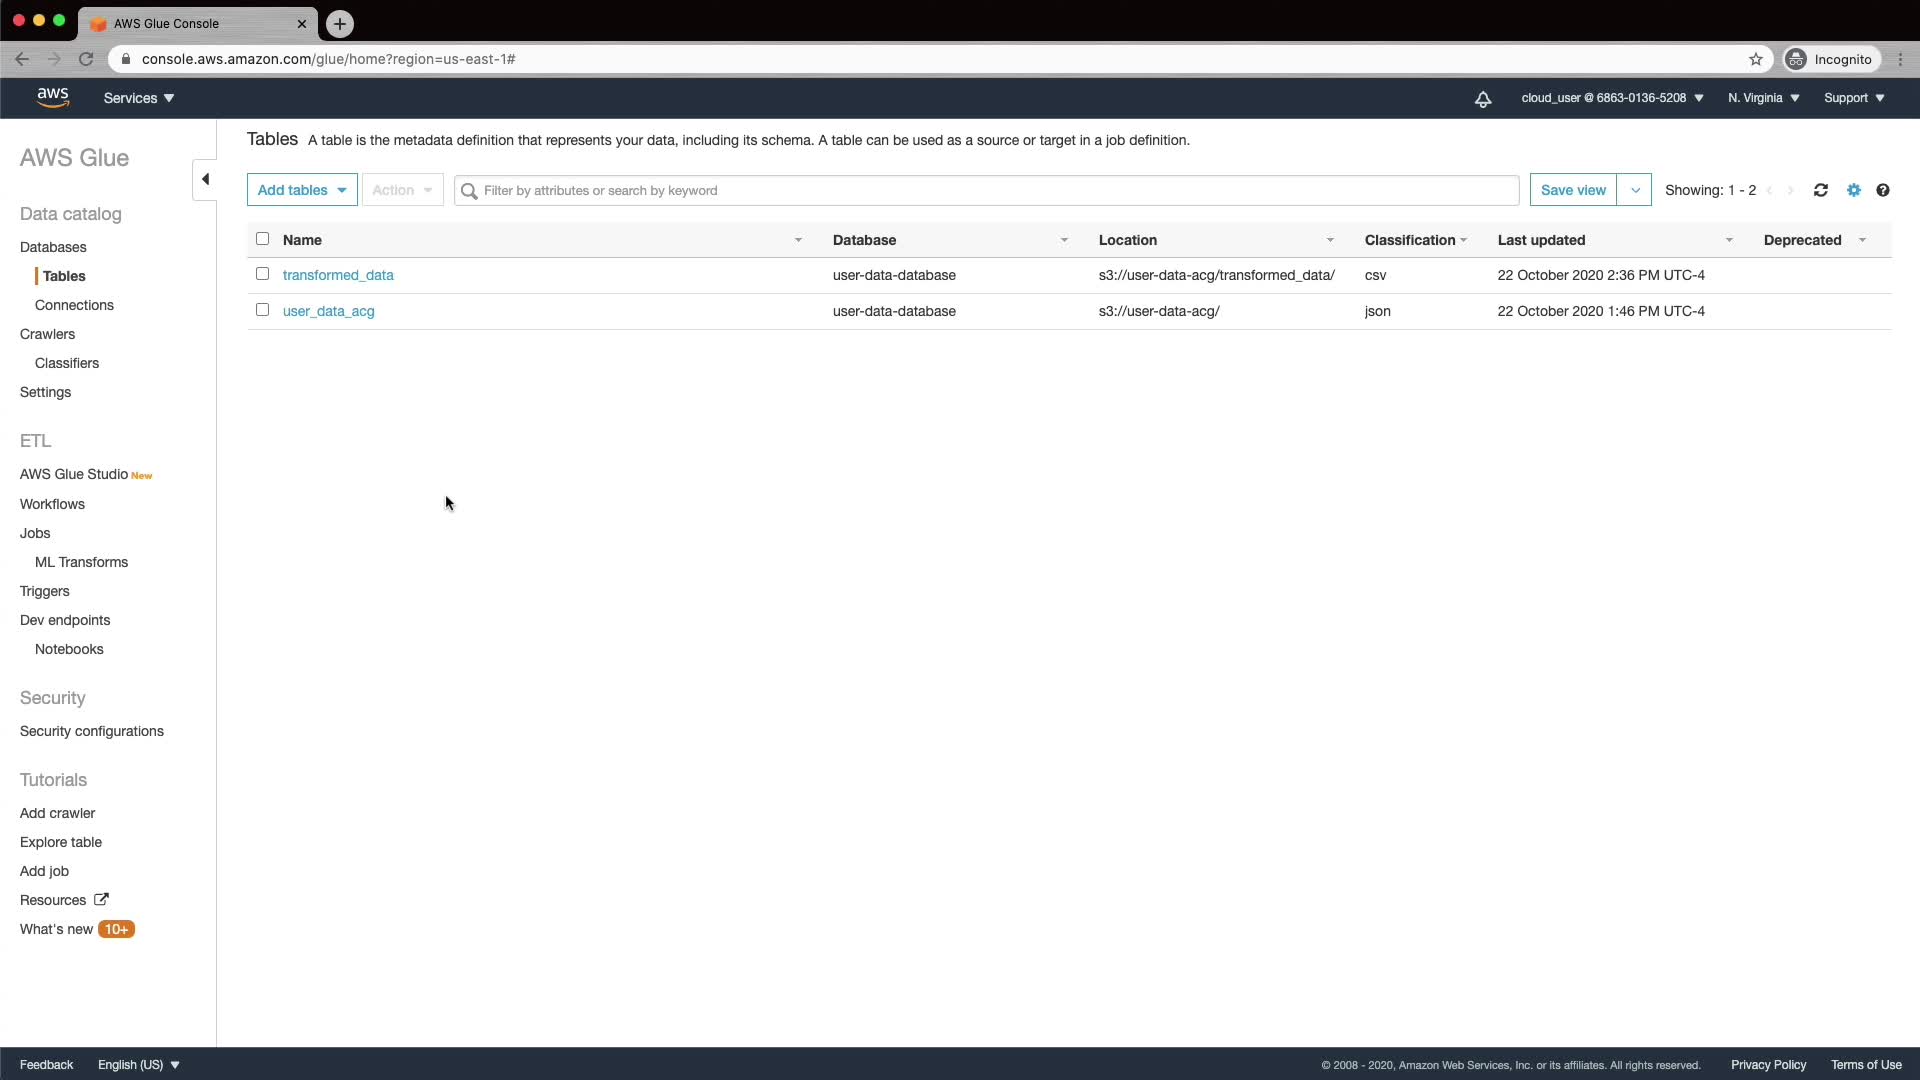 AWS Glue Console
console.aws.amazon.com/glue/home?region=us-east-1#
Incognito
aws
Services
cloud_user @ 6863-0136-5208
N. Virginia
Support
AWS Glue
Data catalog
Databases
Tables
Connections
Crawlers
Classifiers
Settings
ETL
AWS Glue Studio New
Workflows
Jobs
ML Transforms
Triggers
Dev endpoints
Notebooks
Security
Security configurations
Tutorials
Add crawler
Explore table
Add job
Resources
What's new 10+
Tables A table is the metadata definition that represents your data, including its schema. A table can be used as a source or target in a job definition.
Add tables Action Filter by attributes or search by keyword Save view Showing: 1 - 2
Name Database Location Classification Last updated Deprecated
transformed_data user-data-database s3://user-data-acg/transformed_data/ csv 22 October 2020 2:36 PM UTC-4
user_data_acg user-data-database s3://user-data-acg/ json 22 October 2020 1:46 PM UTC-4
Feedback English (US) © 2008 - 2020, Amazon Web Services, Inc. or its affiliates. All rights reserved. Privacy Policy Terms of Use